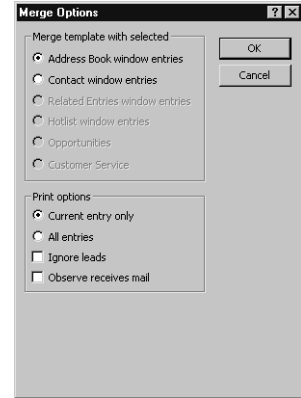 Merge Options
Merge template with selected
Address Book window entries
Contact window entries
Related Entries window entries
Hotlist window entries
Opportunities
Customer Service
OK
Cancel
Print options
Current entry only
All entries
Ignore leads
Observe receives mail